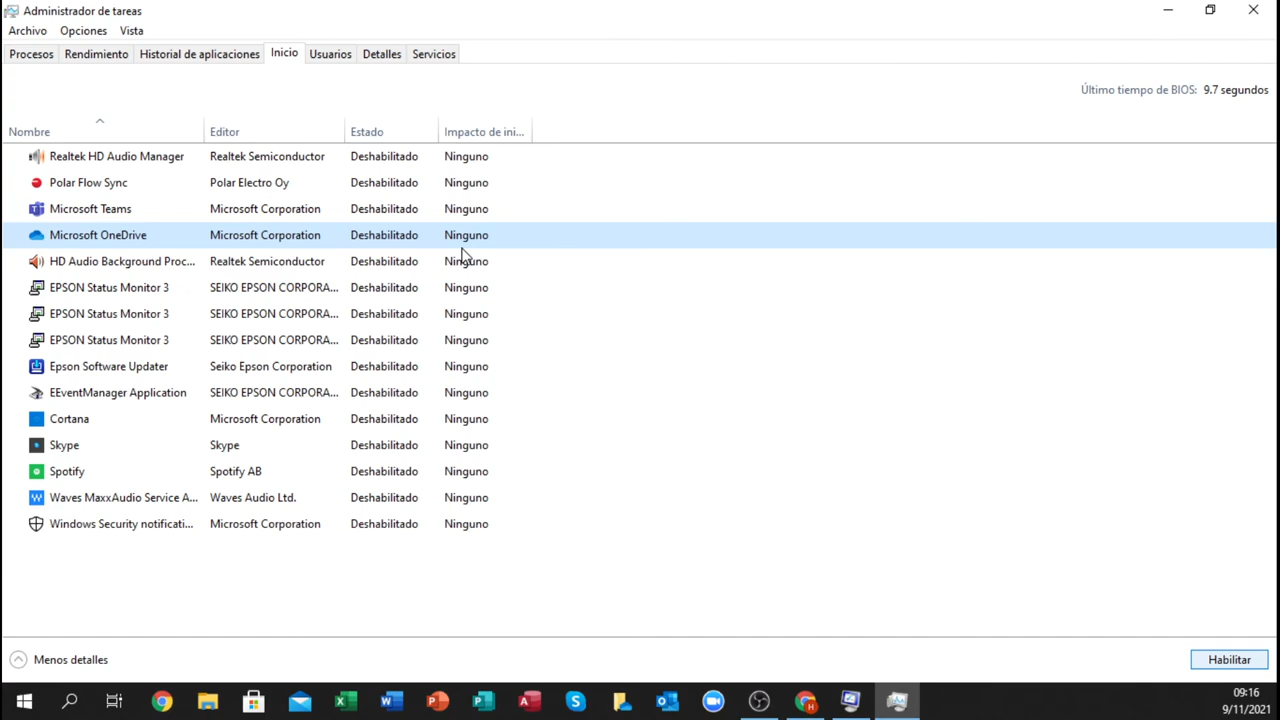 Administrador de tareas
Archivo Opciones Vista
Procesos Rendimiento Historial de aplicaciones Inicio Usuarios Detalles Servicios
Último tiempo de BIOS: 9.7 segundos
Nombre Editor Estado Impacto de ini...
Realtek HD Audio Manager Realtek Semiconductor Deshabilitado Ninguno
Polar Flow Sync Polar Electro Oy Deshabilitado Ninguno
Microsoft Teams Microsoft Corporation Deshabilitado Ninguno
Microsoft OneDrive Microsoft Corporation Deshabilitado Ninguno
HD Audio Background Proc... Realtek Semiconductor Deshabilitado Ninguno
EPSON Status Monitor 3 SEIKO EPSON CORPORA... Deshabilitado Ninguno
EPSON Status Monitor 3 SEIKO EPSON CORPORA... Deshabilitado Ninguno
EPSON Status Monitor 3 SEIKO EPSON CORPORA... Deshabilitado Ninguno
Epson Software Updater Seiko Epson Corporation Deshabilitado Ninguno
EEventManager Application SEIKO EPSON CORPORA... Deshabilitado Ninguno
Cortana Microsoft Corporation Deshabilitado Ninguno
Skype Skype Deshabilitado Ninguno
Spotify Spotify AB Deshabilitado Ninguno
Waves MaxxAudio Service A... Waves Audio Ltd. Deshabilitado Ninguno
Windows Security notificati... Microsoft Corporation Deshabilitado Ninguno
Menos detalles Habilitar
09:16
9/11/2021